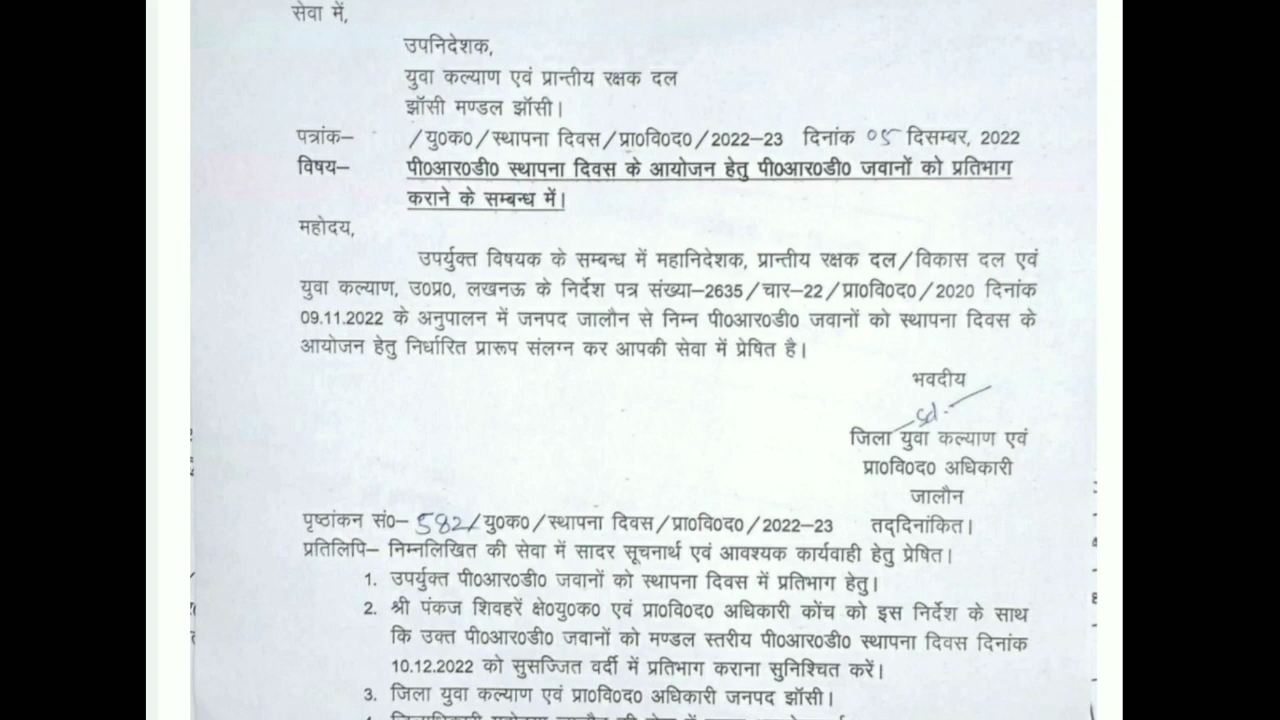 सेवा में,
उपनिदेशक,
युवा कल्याण एवं प्रान्तीय रक्षक दल
झॉसी मण्डल झॉसी।
पत्रांक– /यु0क0/स्थापना दिवस/प्रा0वि0द0/2022–23 दिनांक 05 दिसम्बर, 2022
विषय– पी0आर0डी0 स्थापना दिवस के आयोजन हेतु पी0आर0डी0 जवानों को प्रतिभाग
कराने के सम्बन्ध में।
महोदय,
उपर्युक्त विषयक के सम्बन्ध में महानिदेशक, प्रान्तीय रक्षक दल/विकास दल एवं
युवा कल्याण, उ0प्र0, लखनऊ के निर्देश पत्र संख्या–2635/चार–22/प्रा0वि0द0/2020 दिनांक
09.11.2022 के अनुपालन में जनपद जालौन से निम्न पी0आर0डी0 जवानों को स्थापना दिवस के
आयोजन हेतु निर्धारित प्रारूप संलग्न कर आपकी सेवा में प्रेषित है।
भवदीय
Sd.
जिला युवा कल्याण एवं
प्रा0वि0द0 अधिकारी
जालौन
पृष्ठांकन सं0– 582/यु0क0/स्थापना दिवस/प्रा0वि0द0/2022–23 तद्दिनांकित।
प्रतिलिपि– निम्नलिखित की सेवा में सादर सूचनार्थ एवं आवश्यक कार्यवाही हेतु प्रेषित।
1. उपर्युक्त पी0आर0डी0 जवानों को स्थापना दिवस में प्रतिभाग हेतु।
2. श्री पंकज शिवहरें क्षे0यु0क0 एवं प्रा0वि0द0 अधिकारी कोंच को इस निर्देश के साथ
कि उक्त पी0आर0डी0 जवानों को मण्डल स्तरीय पी0आर0डी0 स्थापना दिवस दिनांक
10.12.2022 को सुसज्जित वर्दी में प्रतिभाग कराना सुनिश्चित करें।
3. जिला युवा कल्याण एवं प्रा0वि0द0 अधिकारी जनपद झॉसी।